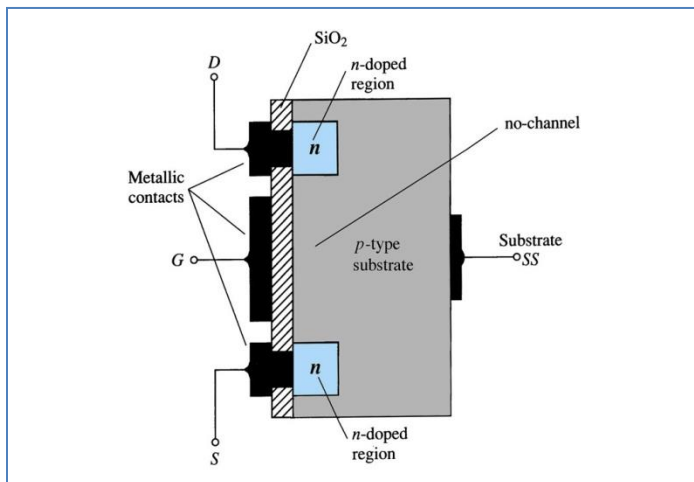 SiO2
D
n-doped
region
n
no-channel
Metallic
contacts
p-type
substrate
Substrate
SS
G
n
n-doped
region
S